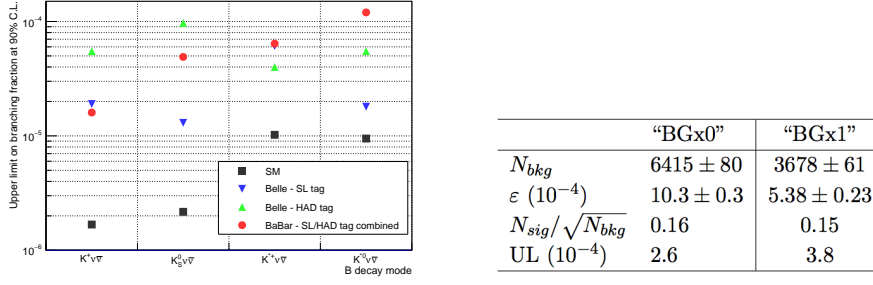 Upper limit on branching fraction at 90% C.L.
10⁻⁴
10⁻⁵
10⁻⁶
SM
Belle - SL tag
Belle - HAD tag
BaBar - SL/HAD tag combined
K⁺νν̅ K⁰Sνν̅ K*⁺νν̅ K*⁰νν̅
B decay mode
“BGx0” “BGx1”
N_bkg 6415 ± 80 3678 ± 61
ε (10⁻⁴) 10.3 ± 0.3 5.38 ± 0.23
N_sig/√N_bkg 0.16 0.15
UL (10⁻⁴) 2.6 3.8